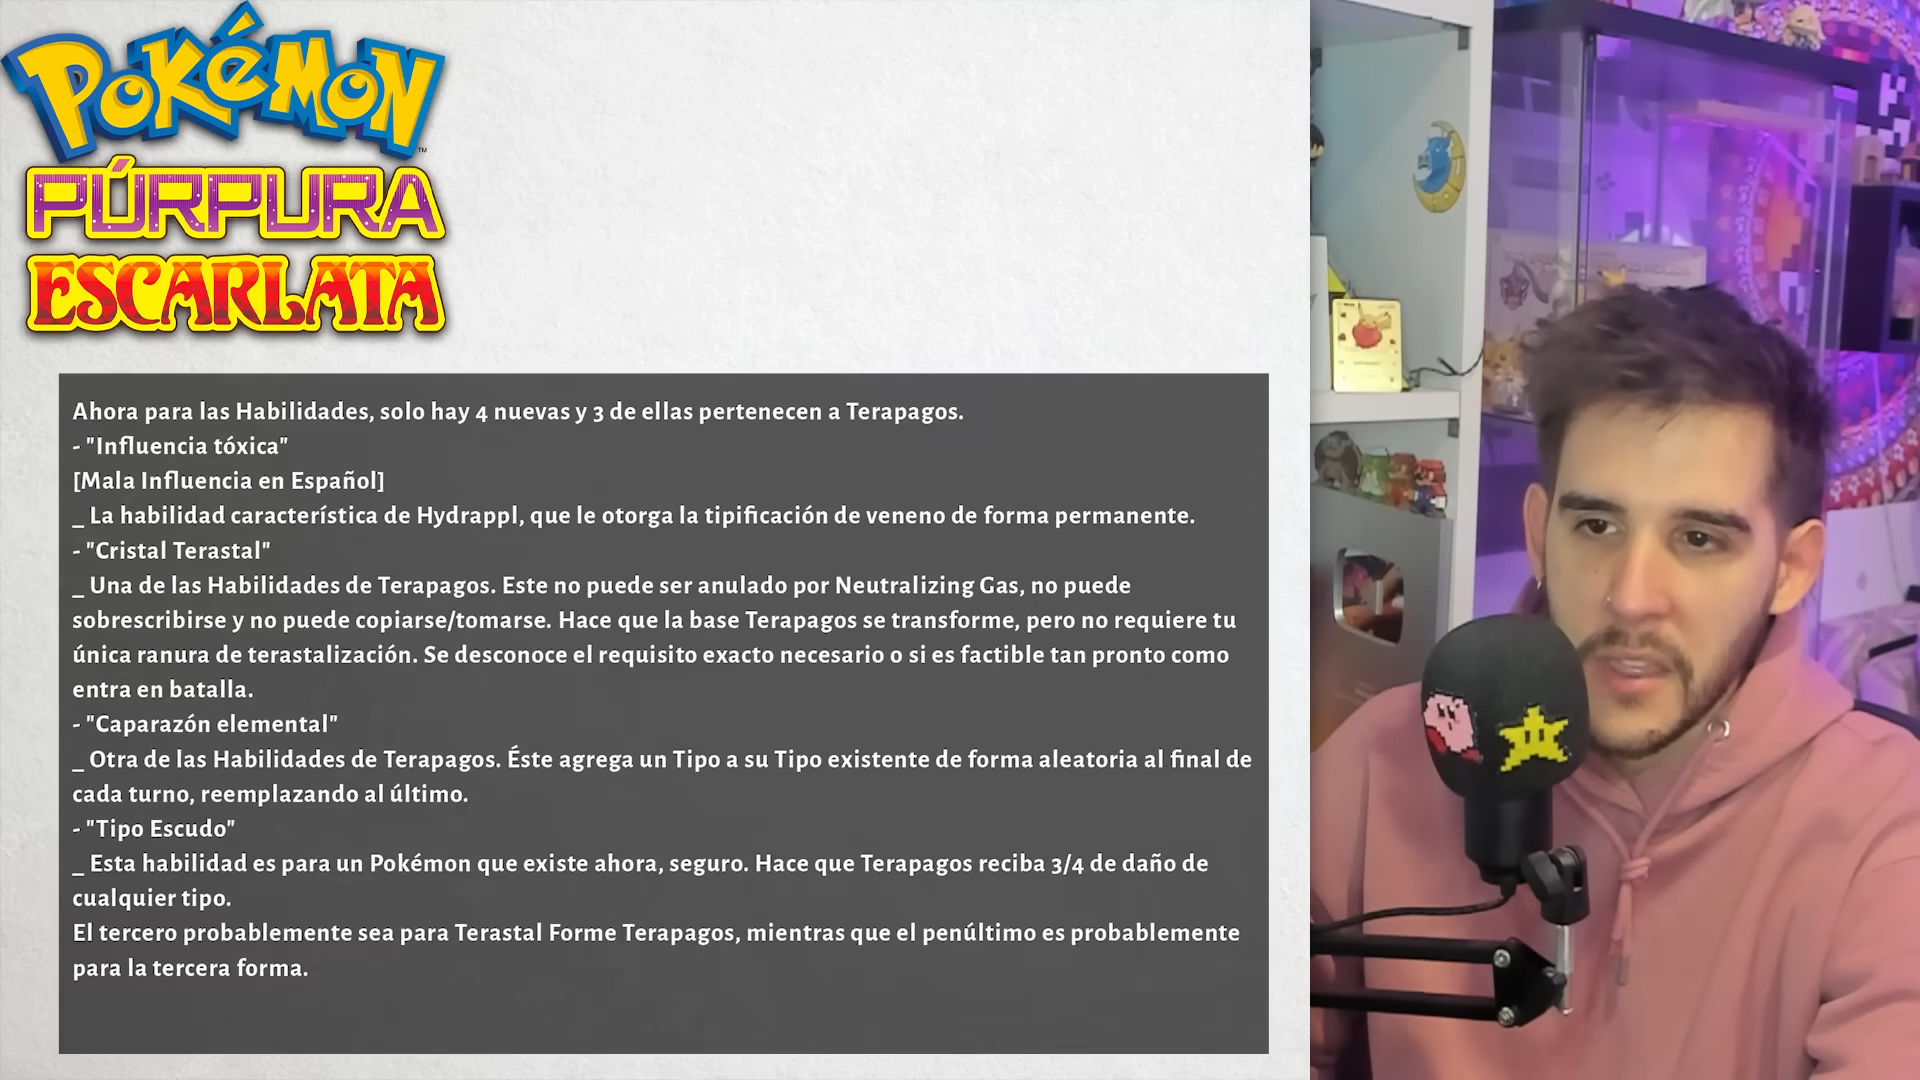 POKÉMON
TM
PÚRPURA
ESCARLATA
Ahora para las Habilidades, solo hay 4 nuevas y 3 de ellas pertenecen a Terapagos.
- "Influencia tóxica"
[Mala Influencia en Español]
_ La habilidad característica de Hydrappl, que le otorga la tipificación de veneno de forma permanente.
- "Cristal Terastal"
_ Una de las Habilidades de Terapagos. Este no puede ser anulado por Neutralizing Gas, no puede
sobrescribirse y no puede copiarse/tomarse. Hace que la base Terapagos se transforme, pero no requiere tu
única ranura de terastalización. Se desconoce el requisito exacto necesario o si es factible tan pronto como
entra en batalla.
- "Caparazón elemental"
_ Otra de las Habilidades de Terapagos. Éste agrega un Tipo a su Tipo existente de forma aleatoria al final de
cada turno, reemplazando al último.
- "Tipo Escudo"
_ Esta habilidad es para un Pokémon que existe ahora, seguro. Hace que Terapagos reciba 3/4 de daño de
cualquier tipo.
El tercero probablemente sea para Terastal Forme Terapagos, mientras que el penúltimo es probablemente
para la tercera forma.